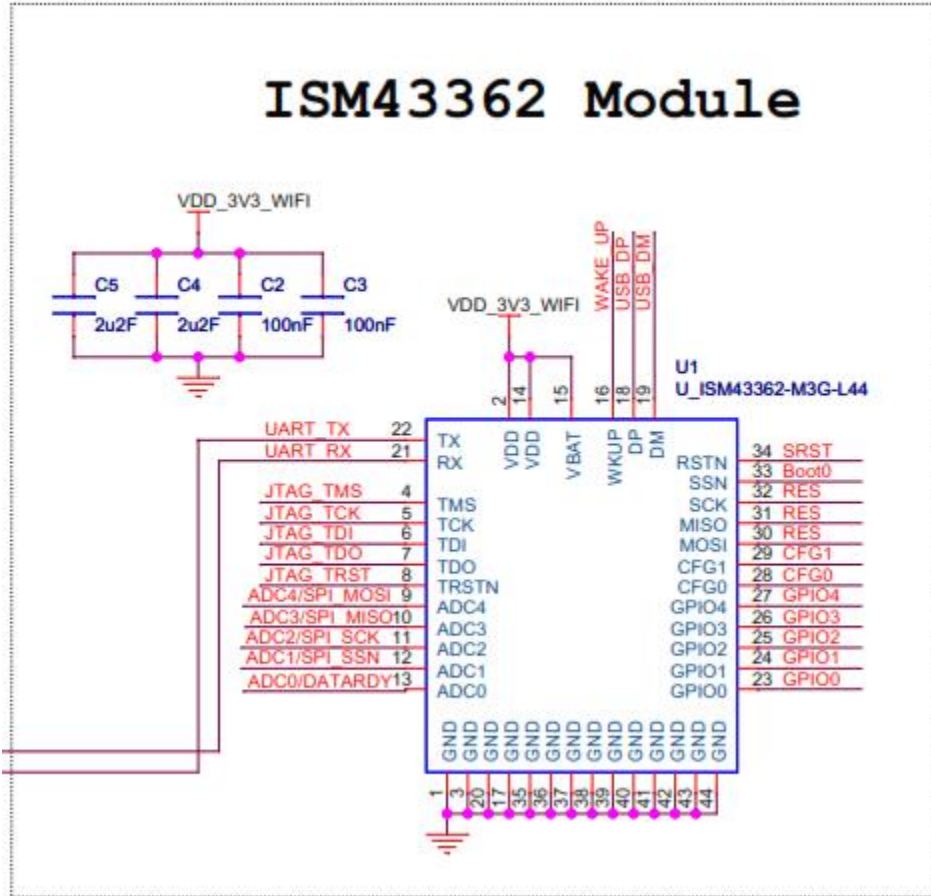 ISM43362 Module
VDD_3V3_WIFI
C5
C4
C2
C3
2u2F
2u2F
100nF
100nF
VDD_3V3_WIFI
WAKE_UP
USB_DP
USB_DM
U1
U_ISM43362-M3G-L44
2
14
15
16
18
19
VDD
VDD
VBAT
WKUP
DP
DM
UART_TX 22 TX
UART_RX 21 RX
JTAG_TMS 4 TMS
JTAG_TCK 5 TCK
JTAG_TDI 6 TDI
JTAG_TDO 7 TDO
JTAG_TRST 8 TRSTN
ADC4/SPI_MOSI 9 ADC4
ADC3/SPI_MISO 10 ADC3
ADC2/SPI_SCK 11 ADC2
ADC1/SPI_SSN 12 ADC1
ADC0/DATARDY 13 ADC0
RSTN 34 SRST
SSN 33 Boot0
SCK 32 RES
MISO 31 RES
MOSI 30 RES
CFG1 29 CFG1
CFG0 28 CFG0
GPIO4 27 GPIO4
GPIO3 26 GPIO3
GPIO2 25 GPIO2
GPIO1 24 GPIO1
GPIO0 23 GPIO0
GND GND GND GND GND GND GND GND GND GND GND GND GND GND
1 3 20 17 35 36 37 38 39 40 41 42 43 44